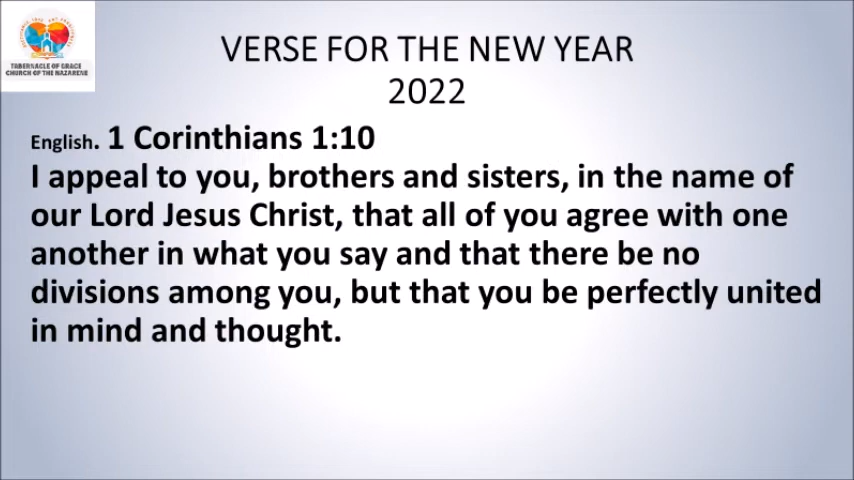 TABERNACLE OF GRACE
CHURCH OF THE NAZARENE
VERSE FOR THE NEW YEAR
2022
English. 1 Corinthians 1:10
I appeal to you, brothers and sisters, in the name of
our Lord Jesus Christ, that all of you agree with one
another in what you say and that there be no
divisions among you, but that you be perfectly united
in mind and thought.